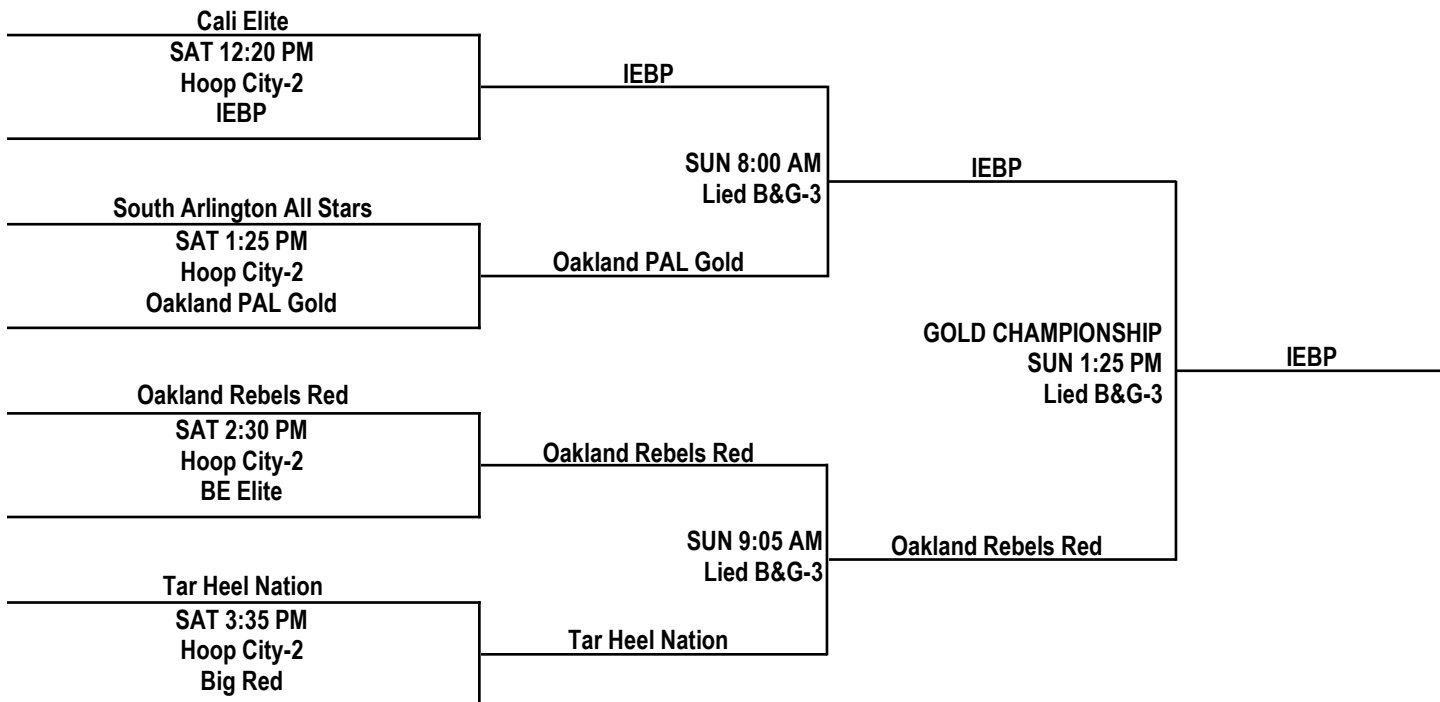 Cali Elite
SAT 12:20 PM
Hoop City-2
IEBP
IEBP
SUN 8:00 AM
Lied B&G-3
IEBP
South Arlington All Stars
SAT 1:25 PM
Hoop City-2
Oakland PAL Gold
Oakland PAL Gold
GOLD CHAMPIONSHIP
SUN 1:25 PM
Lied B&G-3
IEBP
Oakland Rebels Red
SAT 2:30 PM
Hoop City-2
BE Elite
Oakland Rebels Red
SUN 9:05 AM
Lied B&G-3
Oakland Rebels Red
Tar Heel Nation
SAT 3:35 PM
Hoop City-2
Big Red
Tar Heel Nation